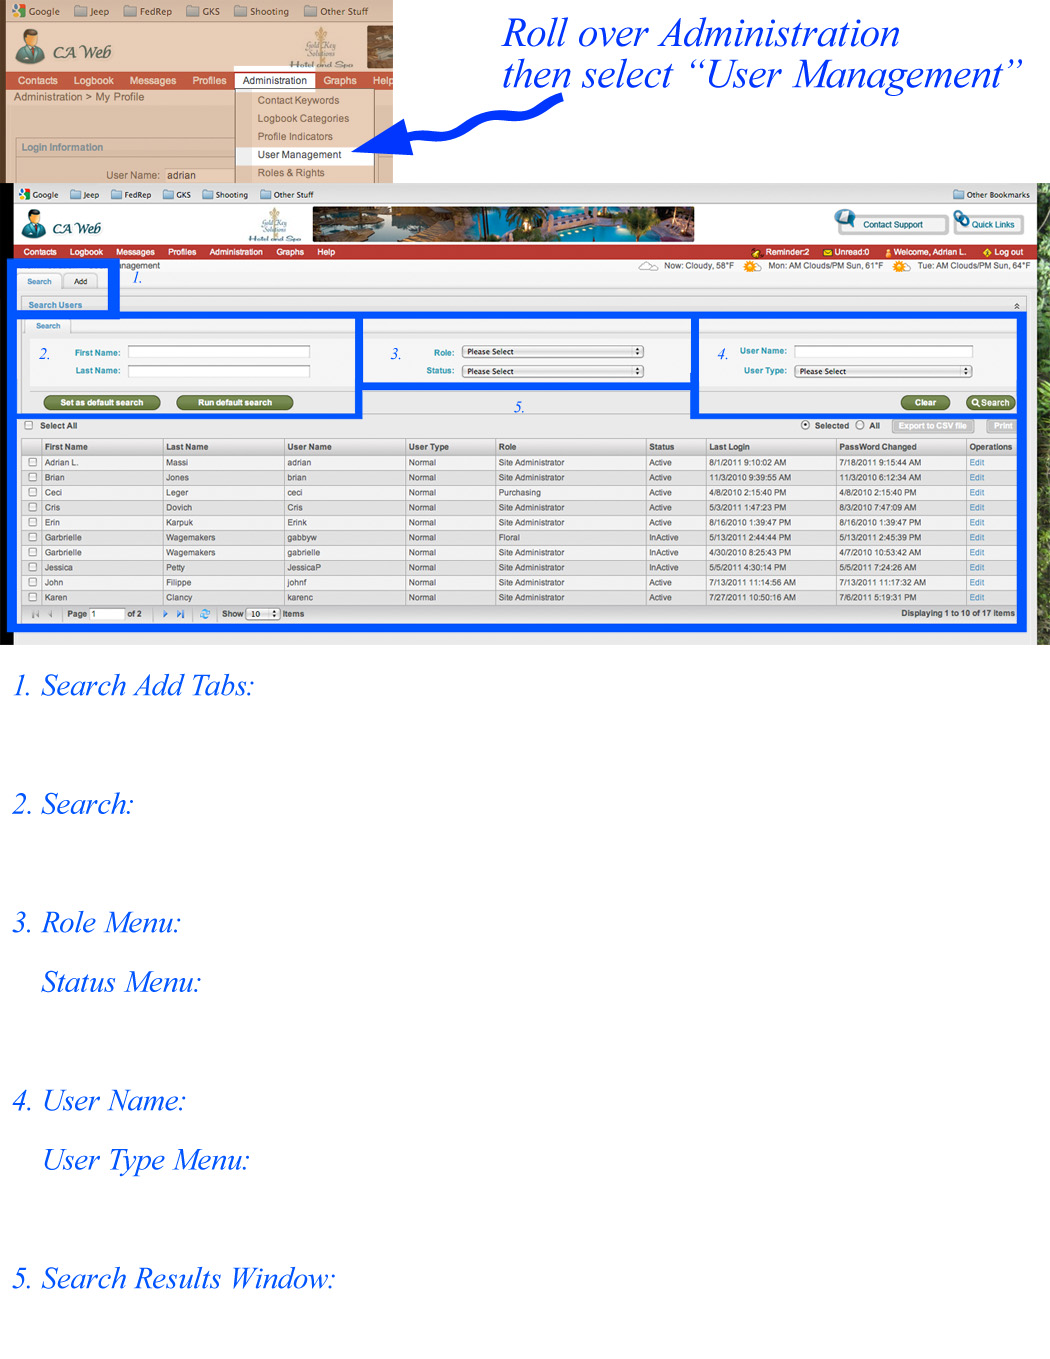 Google Jeep FedRep GKS Shooting Other Stuff
Roll over Administration
then select “User Management”
CA Web
Gold Key
Solutions
Hotel and Spa
Contacts Logbook Messages Profiles Administration Graphs Help
Administration > My Profile
Contact Keywords
Logbook Categories
Profile Indicators
Login Information
User Management
User Name: adrian
Roles & Rights
Google Jeep FedRep GKS Shooting Other Stuff Other Bookmarks
CA Web
Gold Key
Solutions
Hotel and Spa
Contact Support Quick Links
Contacts Logbook Messages Profiles Administration Graphs Help Reminder:2 Unread:0 Welcome, Adrian L. Log out
nagement Now: Cloudy, 58°F Mon: AM Clouds/PM Sun, 61°F Tue: AM Clouds/PM Sun, 64°F
Search Add 1.
Search Users
Search
2. First Name: 3. Role: Please Select 4. User Name:
Last Name: Status: Please Select User Type: Please Select
Set as default search Run default search 5. Clear Search
Select All Selected All Export to CSV file Print
First Name Last Name User Name User Type Role Status Last Login PassWord Changed Operations
Adrian L. Massi adrian Normal Site Administrator Active 8/1/2011 9:10:02 AM 7/18/2011 9:15:44 AM Edit
Brian Jones brian Normal Site Administrator Active 11/3/2010 9:39:55 AM 11/3/2010 6:12:34 AM Edit
Ceci Leger ceci Normal Purchasing Active 4/8/2010 2:15:40 PM 4/8/2010 2:15:40 PM Edit
Cris Dovich Cris Normal Site Administrator Active 5/3/2011 1:47:23 PM 8/3/2010 7:47:09 AM Edit
Erin Karpuk Erink Normal Site Administrator Active 8/16/2010 1:39:47 PM 8/16/2010 1:39:47 PM Edit
Garbrielle Wagemakers gabbyw Normal Floral InActive 5/13/2011 2:44:44 PM 5/13/2011 2:45:39 PM Edit
Garbrielle Wagemakers gabrielle Normal Site Administrator InActive 4/30/2010 8:25:43 PM 4/7/2010 10:53:42 AM Edit
Jessica Petty JessicaP Normal Site Administrator InActive 5/5/2011 4:30:14 PM 5/5/2011 7:24:26 AM Edit
John Filippe johnf Normal Site Administrator Active 7/13/2011 11:14:56 AM 7/13/2011 11:17:32 AM Edit
Karen Clancy karenc Normal Site Administrator Active 7/27/2011 10:50:16 AM 7/6/2011 5:19:31 PM Edit
Page 1 of 2 Show 10 Items Displaying 1 to 10 of 17 Items
1. Search Add Tabs:
2. Search:
3. Role Menu:
Status Menu:
4. User Name:
User Type Menu:
5. Search Results Window: